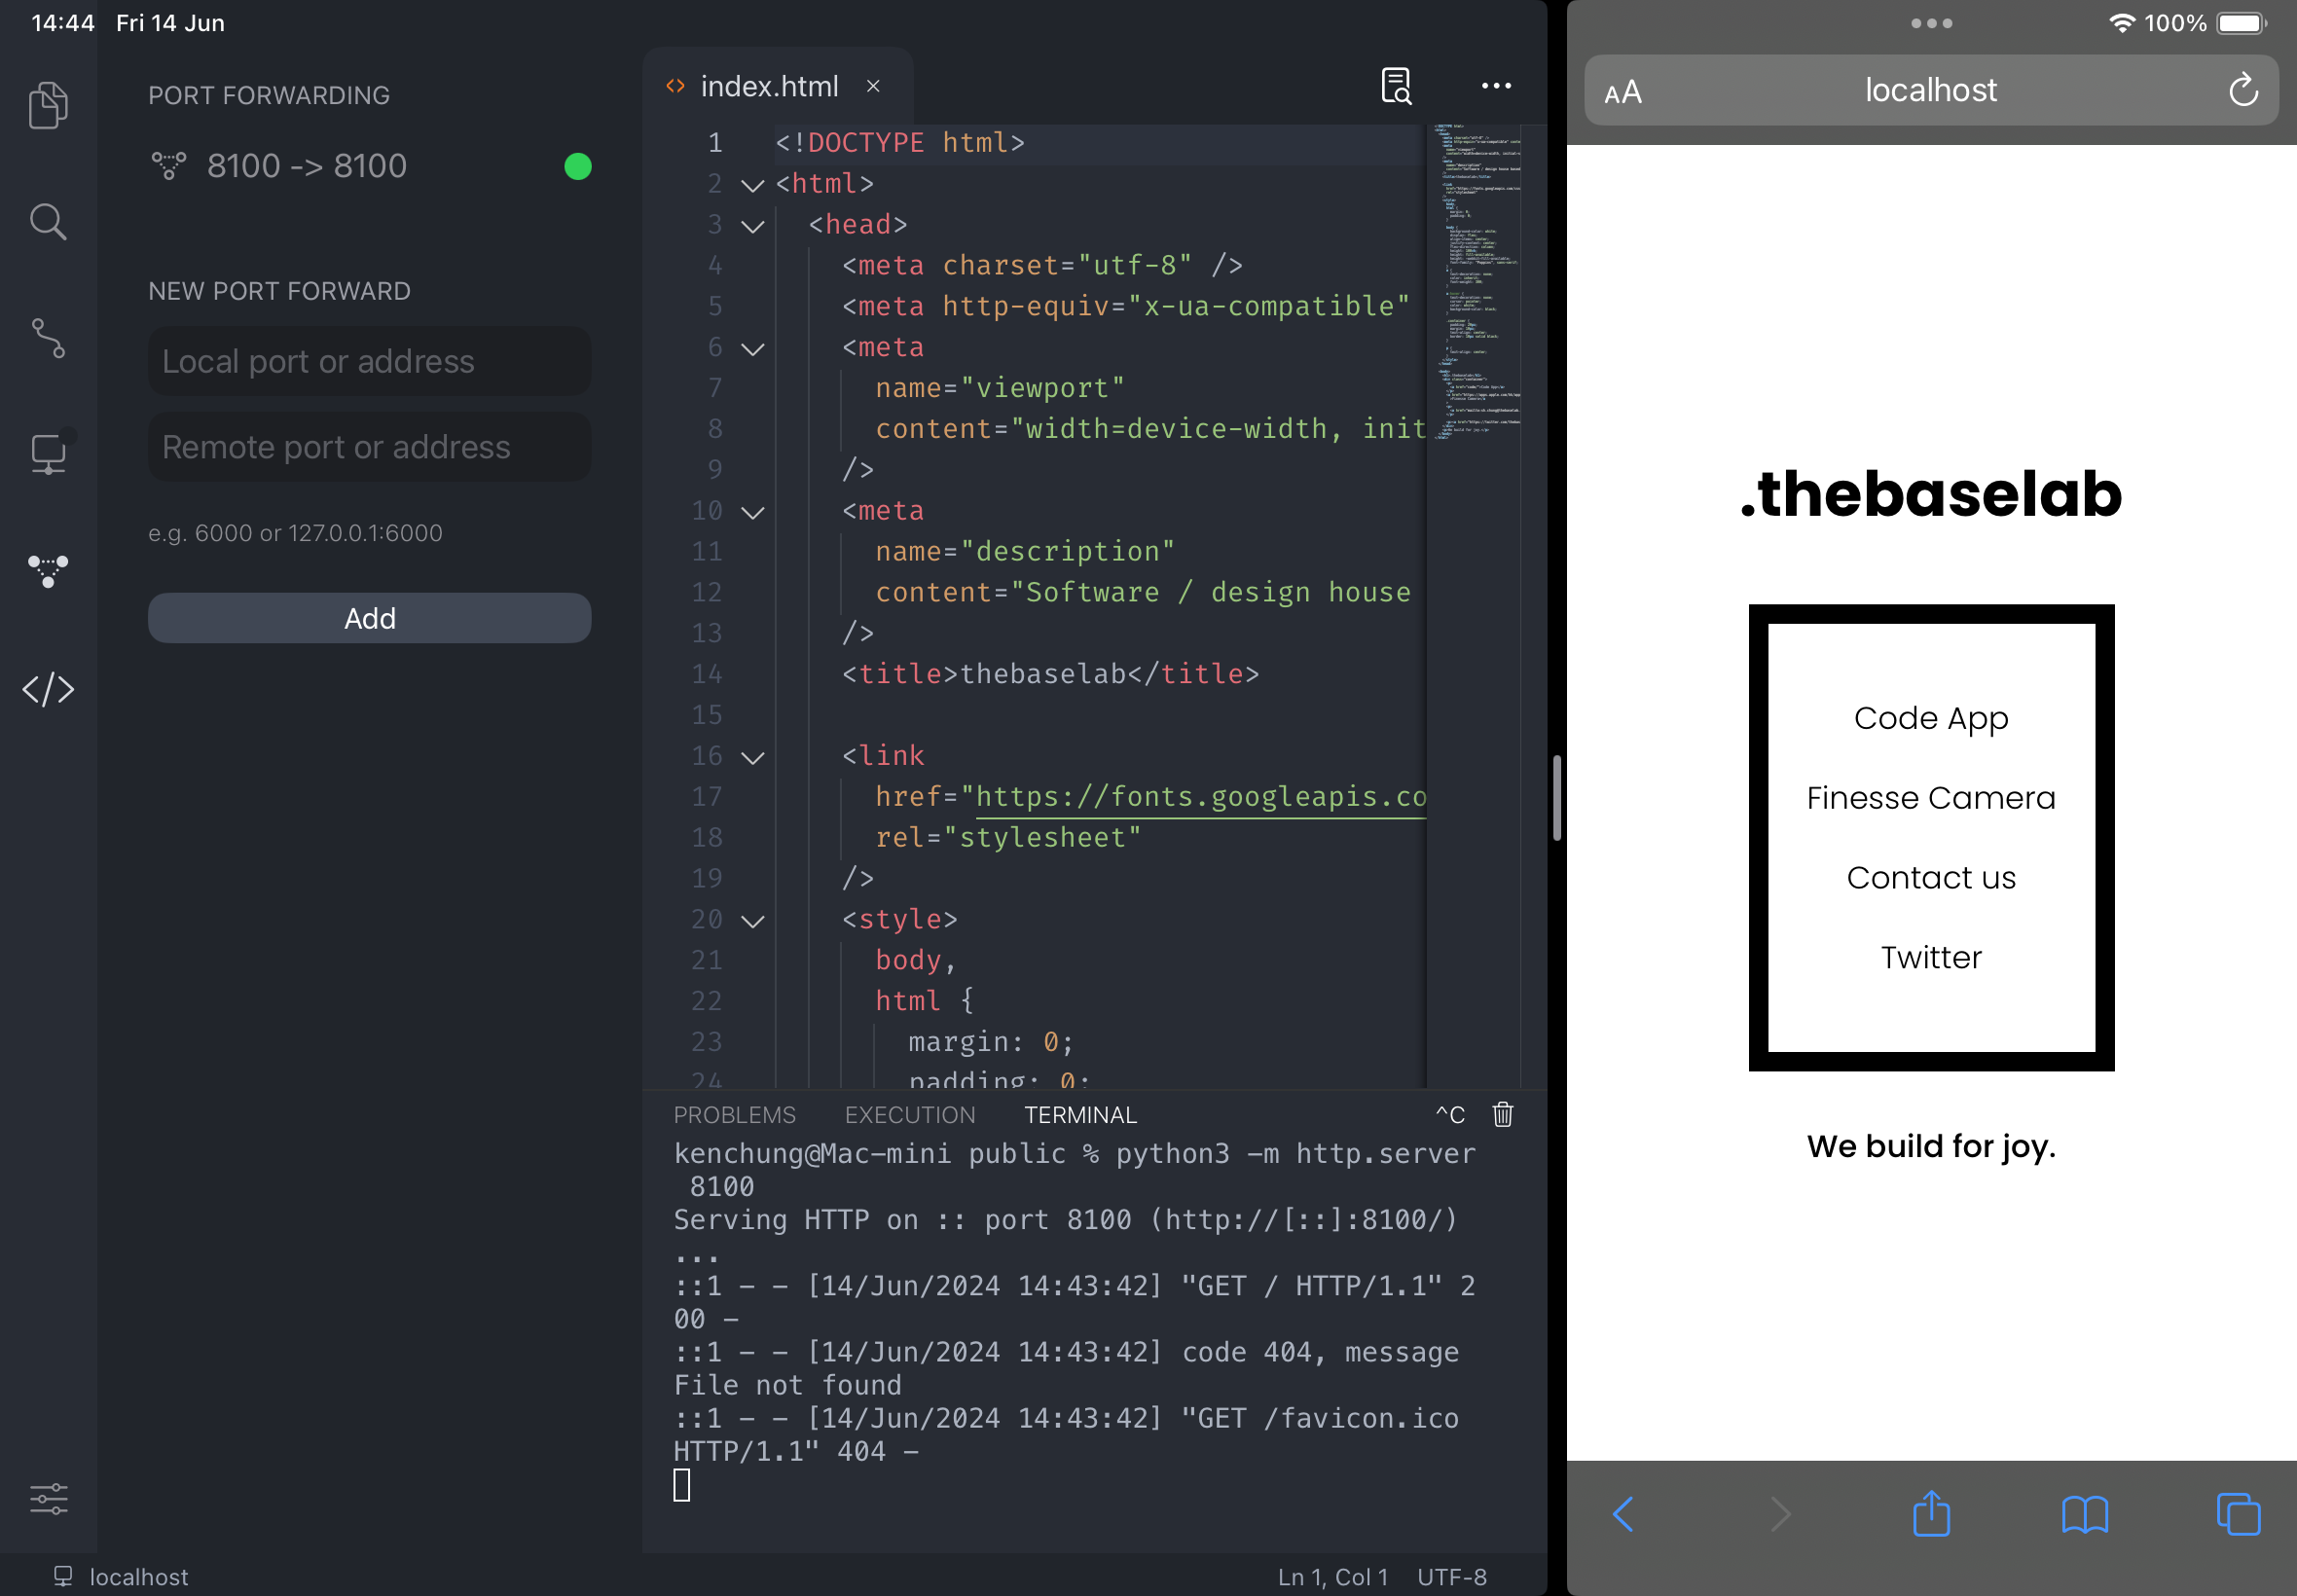 14:44 Fri 14 Jun
100%
PORT FORWARDING
8100 -> 8100
NEW PORT FORWARD
Local port or address
Remote port or address
e.g. 6000 or 127.0.0.1:6000
Add
index.html
1 <!DOCTYPE html>
2 <html>
3 <head>
4 <meta charset="utf-8" />
5 <meta http-equiv="x-ua-compatible"
6 <meta
7 name="viewport"
8 content="width=device-width, init
9 />
10 <meta
11 name="description"
12 content="Software / design house
13 />
14 <title>thebaselab</title>
15
16 <link
17 href="https://fonts.googleapis.co
18 rel="stylesheet"
19 />
20 <style>
21 body,
22 html {
23 margin: 0;
24 padding: 0;
PROBLEMS EXECUTION TERMINAL ^C
kenchung@Mac-mini public % python3 -m http.server
8100
Serving HTTP on :: port 8100 (http://[::]:8100/)
...
::1 - - [14/Jun/2024 14:43:42] "GET / HTTP/1.1" 2
00 -
::1 - - [14/Jun/2024 14:43:42] code 404, message
File not found
::1 - - [14/Jun/2024 14:43:42] "GET /favicon.ico
HTTP/1.1" 404 -
localhost
Ln 1, Col 1 UTF-8
AA localhost
.thebaselab
Code App
Finesse Camera
Contact us
Twitter
We build for joy.